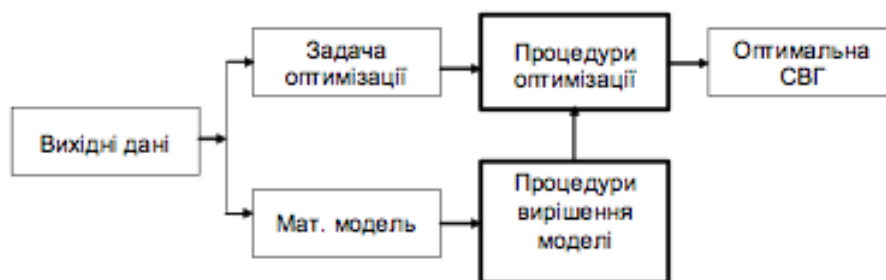 Задача
оптимізації
Процедури
оптимізації
Оптимальна
СВГ
Вихідні дані
Мат. модель
Процедури
вирішення
моделі